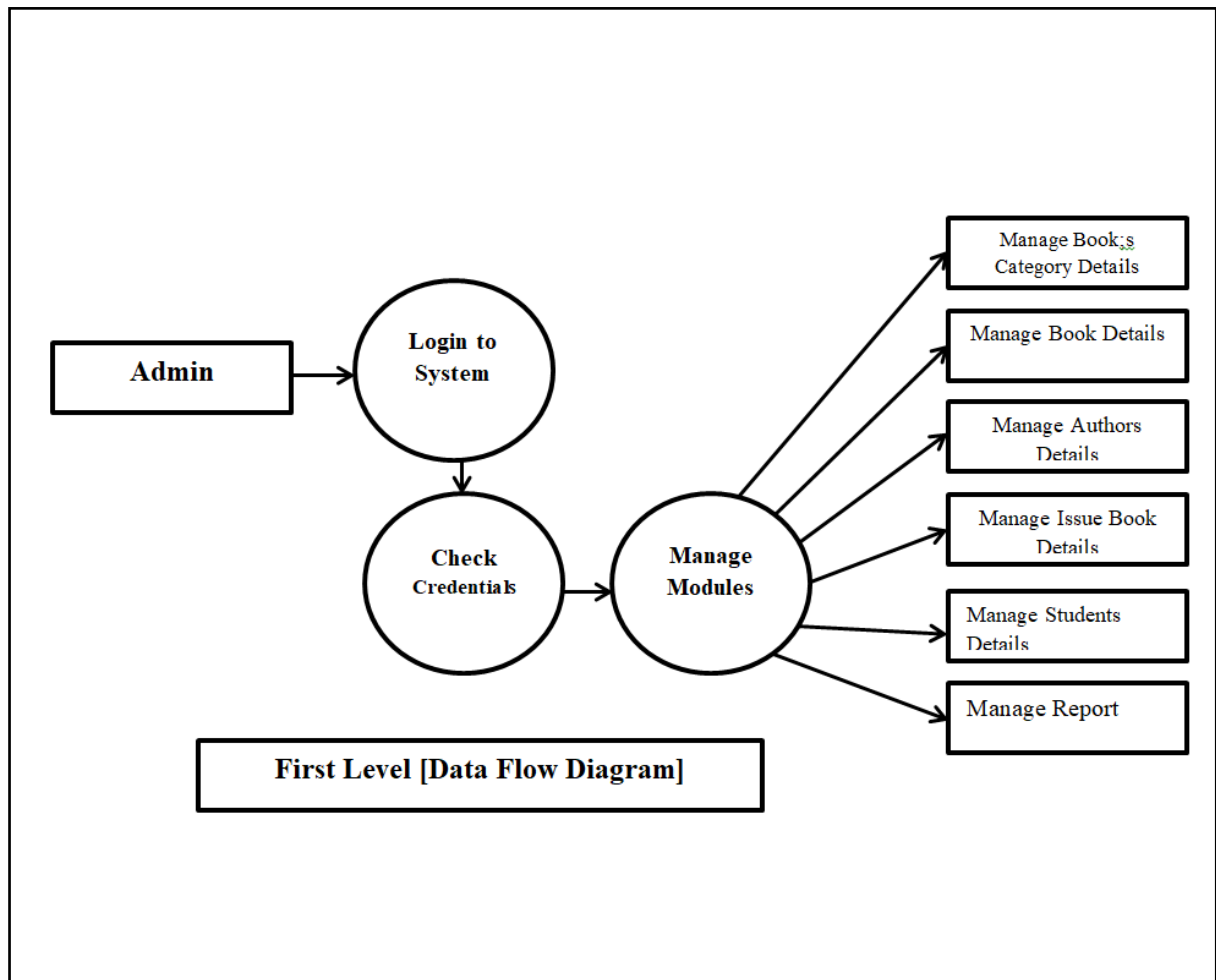 Admin
Login to
System
Check
Credentials
Manage
Modules
Manage Book;s
Category Details
Manage Book Details
Manage Authors
Details
Manage Issue Book
Details
Manage Students
Details
Manage Report
First Level [Data Flow Diagram]